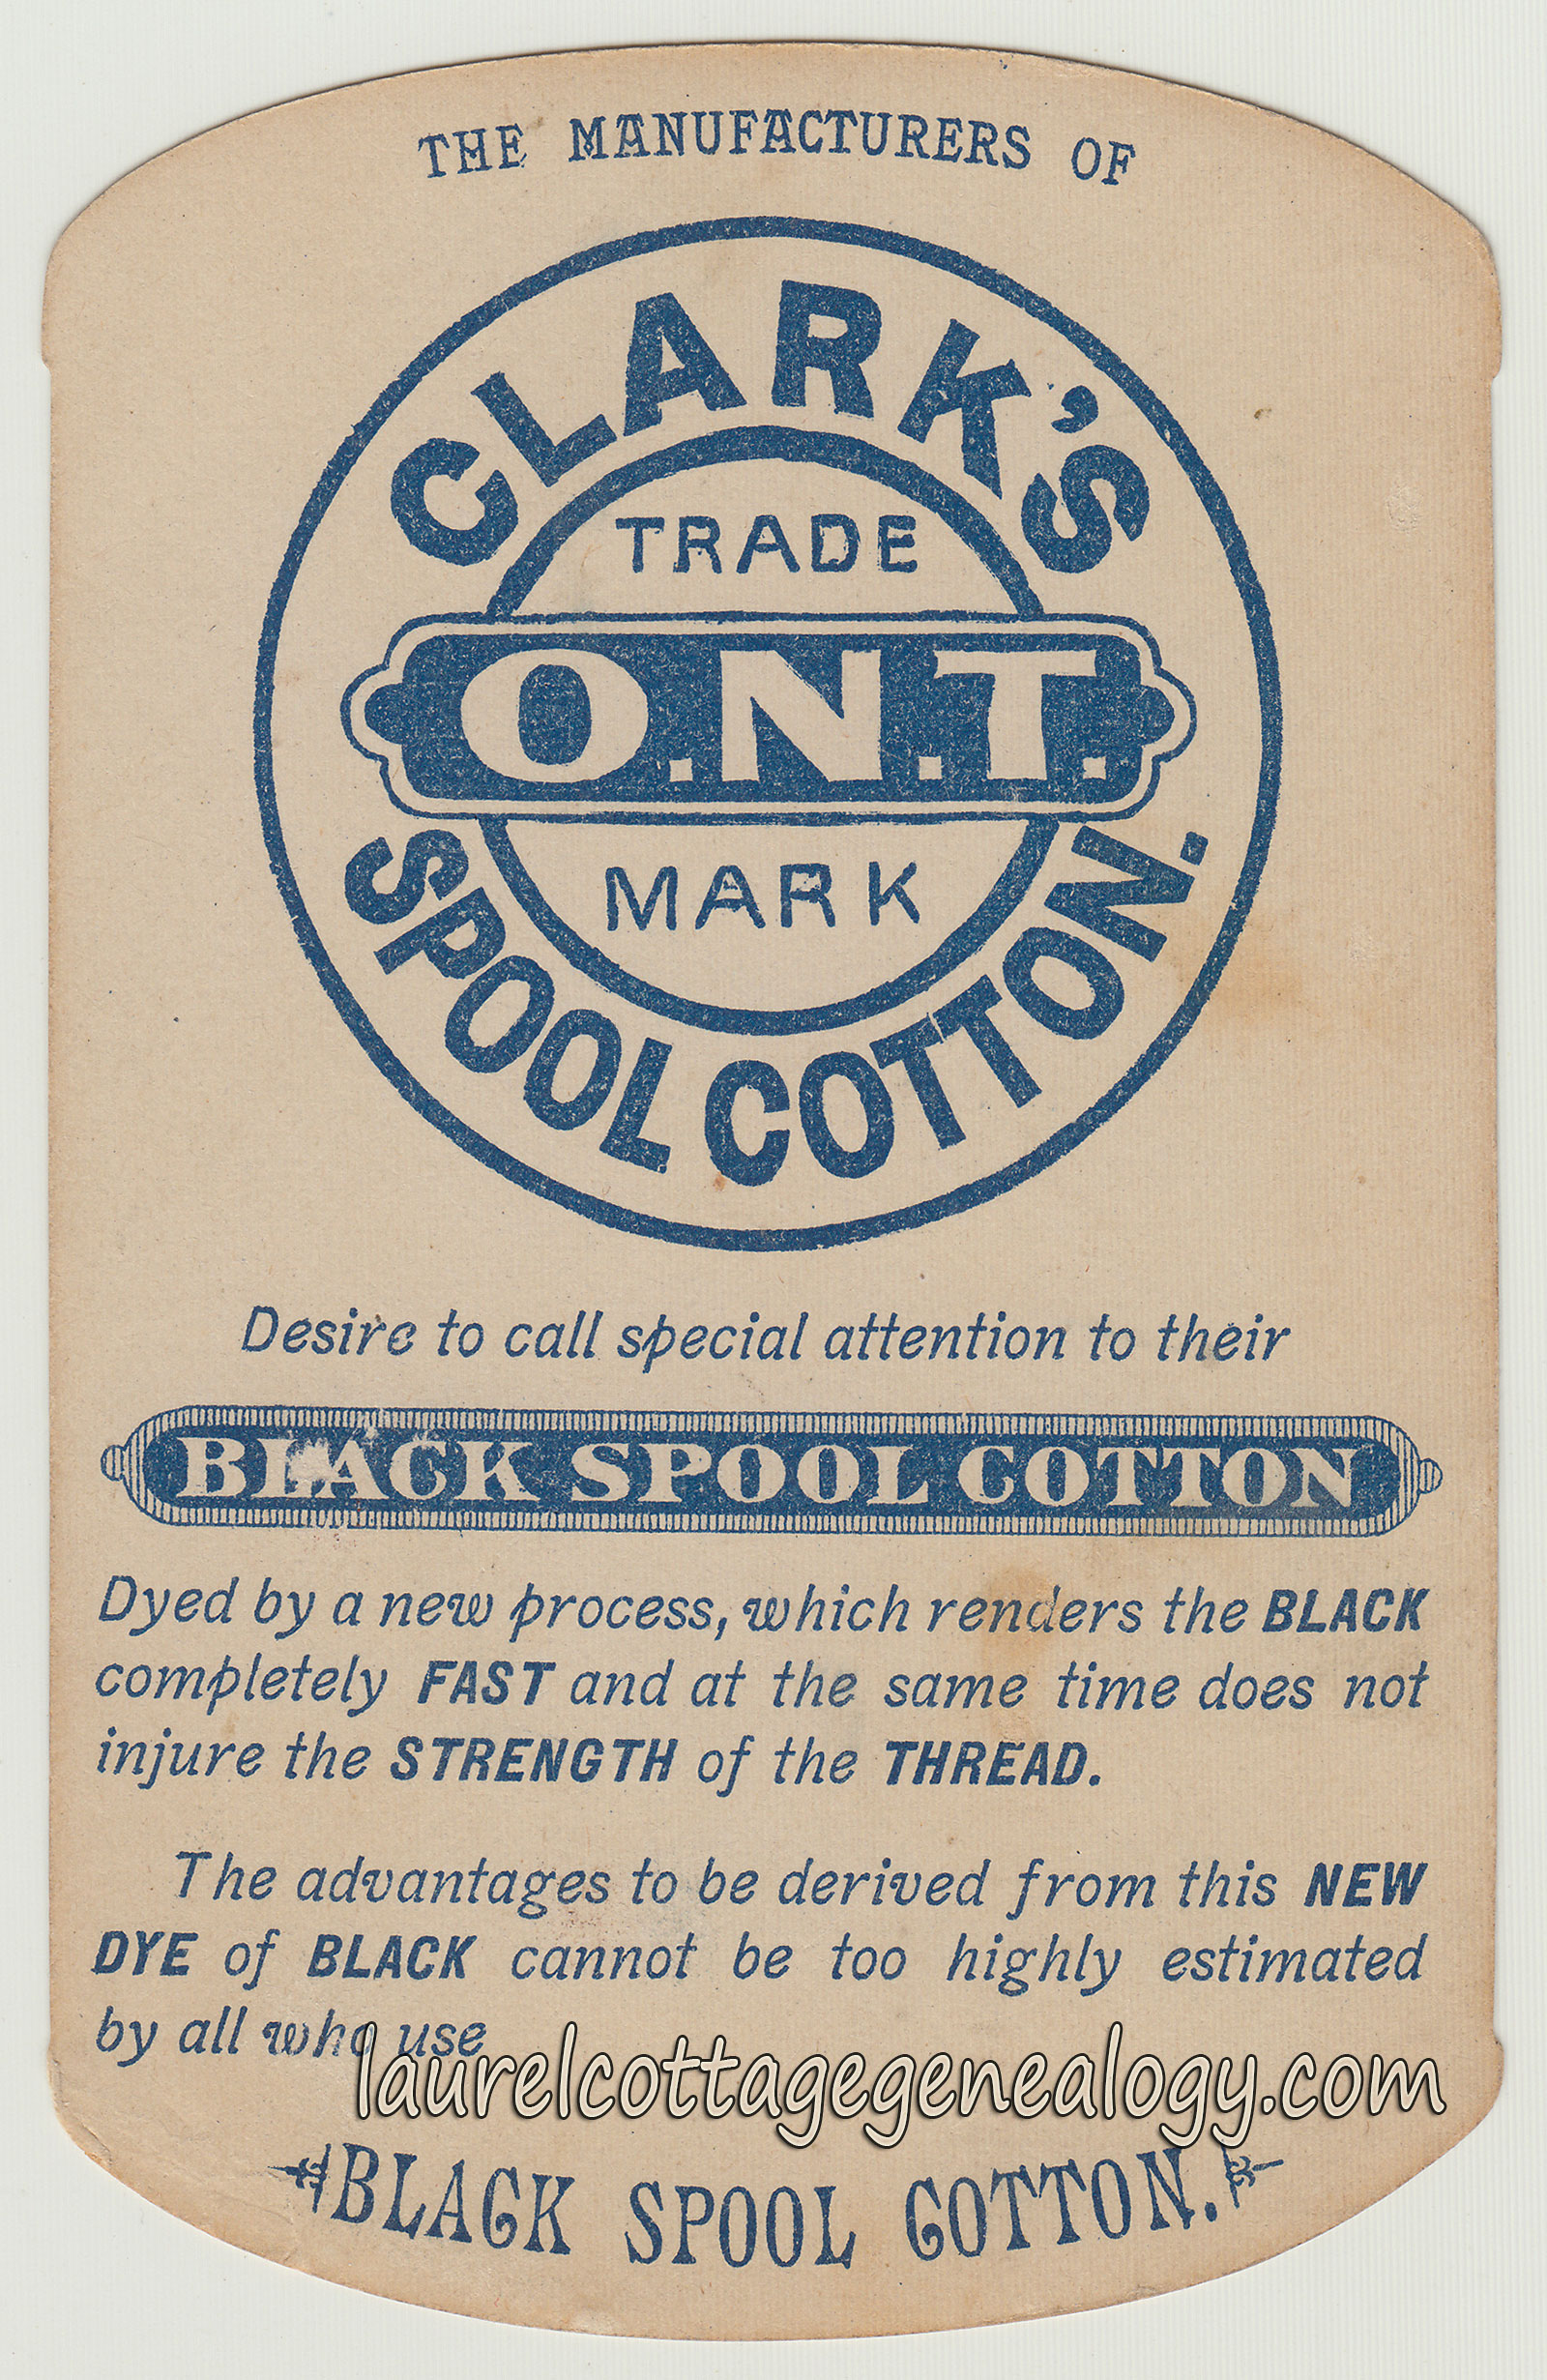 THE MANUFACTURERS OF
CLARK'S
TRADE
O.N.T.
MARK
SPOOL COTTON.
Desire to call special attention to their
BLACK SPOOL COTTON
Dyed by a new process, which renders the BLACK
completely FAST and at the same time does not
injure the STRENGTH of the THREAD.
The advantages to be derived from this NEW
DYE of BLACK cannot be too highly estimated
by all who use
laurelcottagegenealogy.com
BLACK SPOOL COTTON.